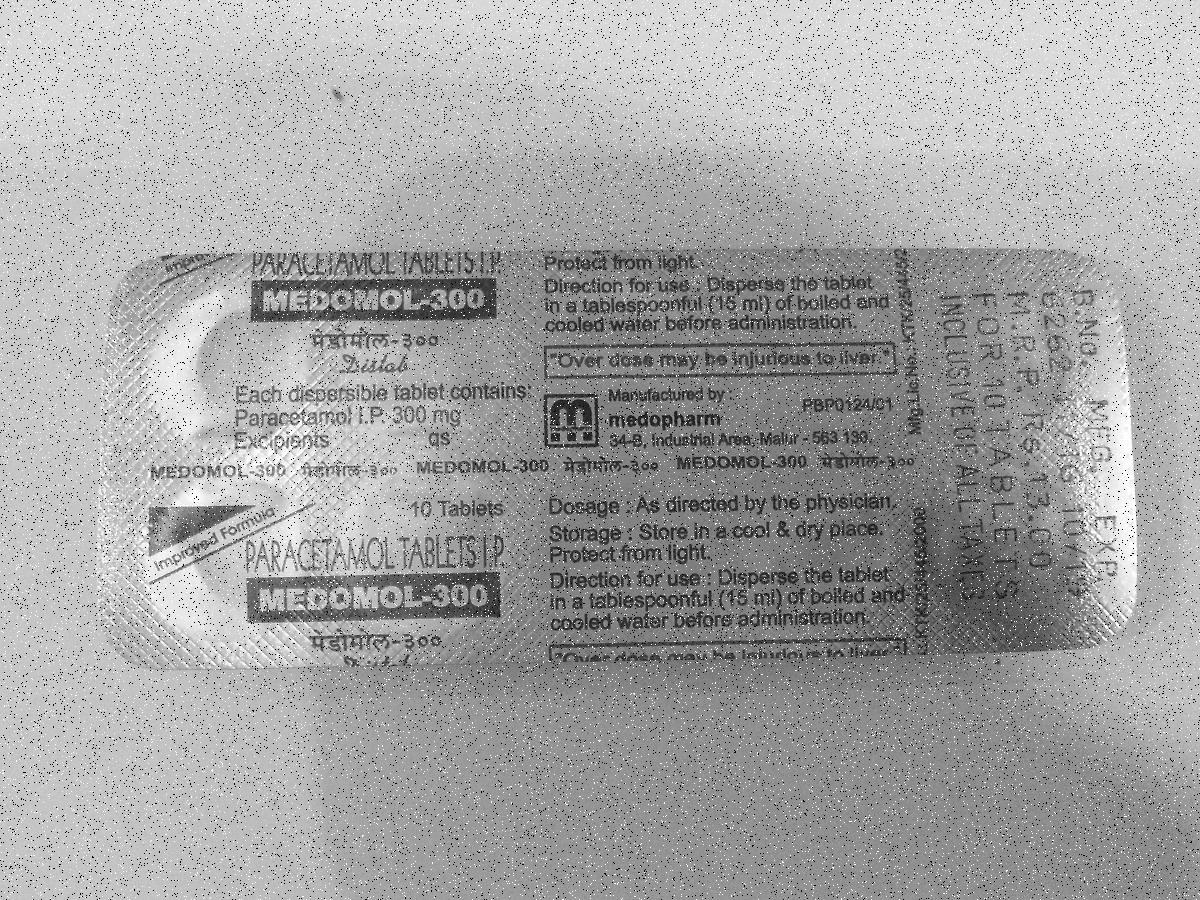 PARACETAMOL TABLETS I.P.
MEDOMOL-300
मेडोमोल-३००
Distab
Each dispersible tablet contains:
Paracetamol I.P. 300 mg
Excipients qs
MEDOMOL-300 मेडोमोल-३०० MEDOMOL-300 मेडोमोल-३०० MEDOMOL-300 मेडोमोल-३००
10 Tablets
Improved Formula
PARACETAMOL TABLETS I.P.
MEDOMOL-300
मेडोमोल-३००
Protect from light.
Direction for use : Disperse the tablet
in a tablespoonful (15 ml) of boiled and
cooled water before administration.
"Over dose may be injurious to liver."
Manufactured by :
medopharm
PBP0124/01
34-B, Industrial Area, Malur - 563 130.
Dosage : As directed by the physician.
Storage : Store in a cool & dry place.
Protect from light.
Direction for use : Disperse the tablet
in a tablespoonful (15 ml) of boiled and
cooled water before administration.
"Over dose may be injurious to liver."
Mfg.Lic.No.:
B.NO. MFG. EXP.
M.R.P. Rs.13.00
FOR 10 TABLETS
INCLUSIVE OF ALL TAXES